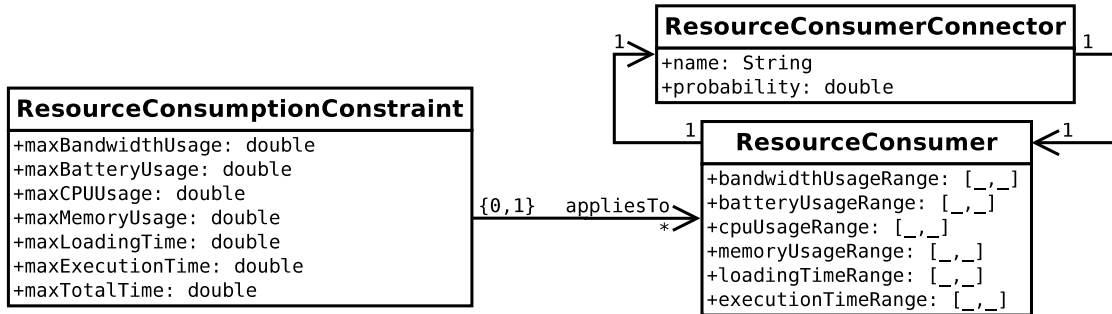 ResourceConsumerConnector
+name: String
+probability: double
1
1
ResourceConsumptionConstraint
+maxBandwidthUsage: double
+maxBatteryUsage: double
+maxCPUUsage: double
+maxMemoryUsage: double
+maxLoadingTime: double
+maxExecutionTime: double
+maxTotalTime: double
{0,1} appliesTo
*
1
1
ResourceConsumer
+bandwidthUsageRange: [_,_]
+batteryUsageRange: [_,_]
+cpuUsageRange: [_,_]
+memoryUsageRange: [_,_]
+loadingTimeRange: [_,_]
+executionTimeRange: [_,_]